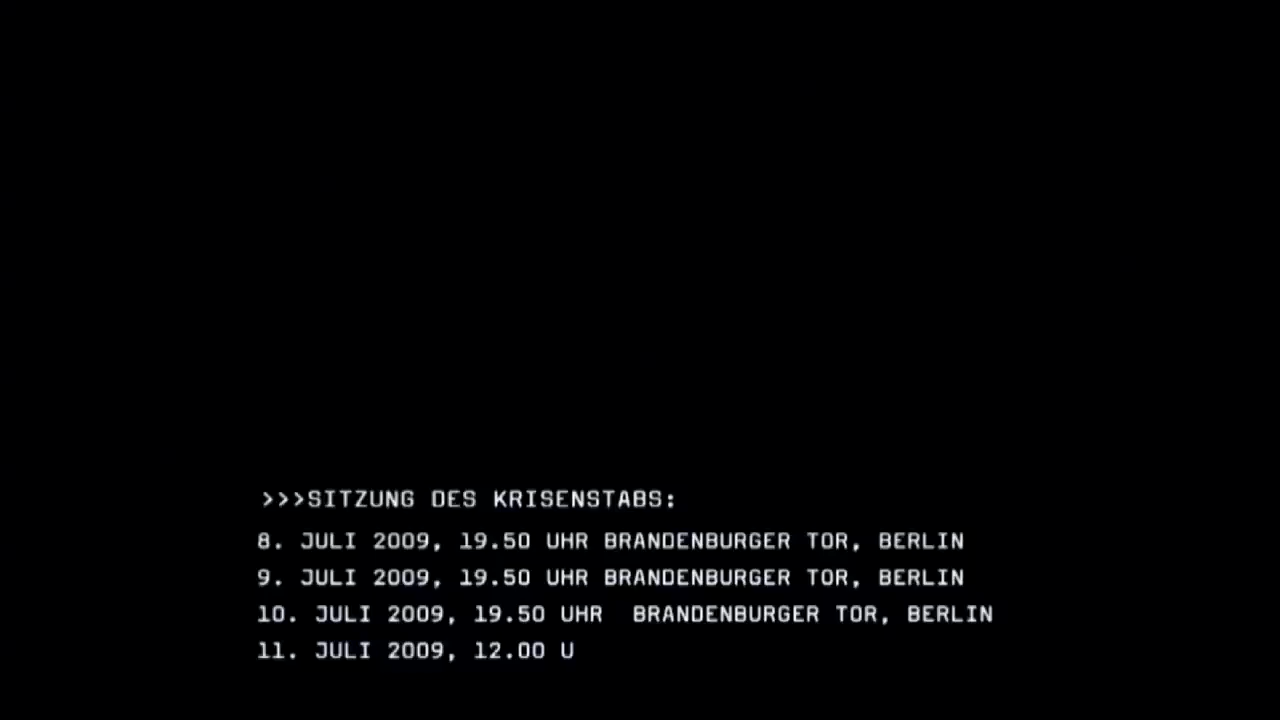 >>>SITZUNG DES KRISENSTABS:
8. JULI 2009, 19.50 UHR BRANDENBURGER TOR, BERLIN
9. JULI 2009, 19.50 UHR BRANDENBURGER TOR, BERLIN
10. JULI 2009, 19.50 UHR  BRANDENBURGER TOR, BERLIN
11. JULI 2009, 12.00 U